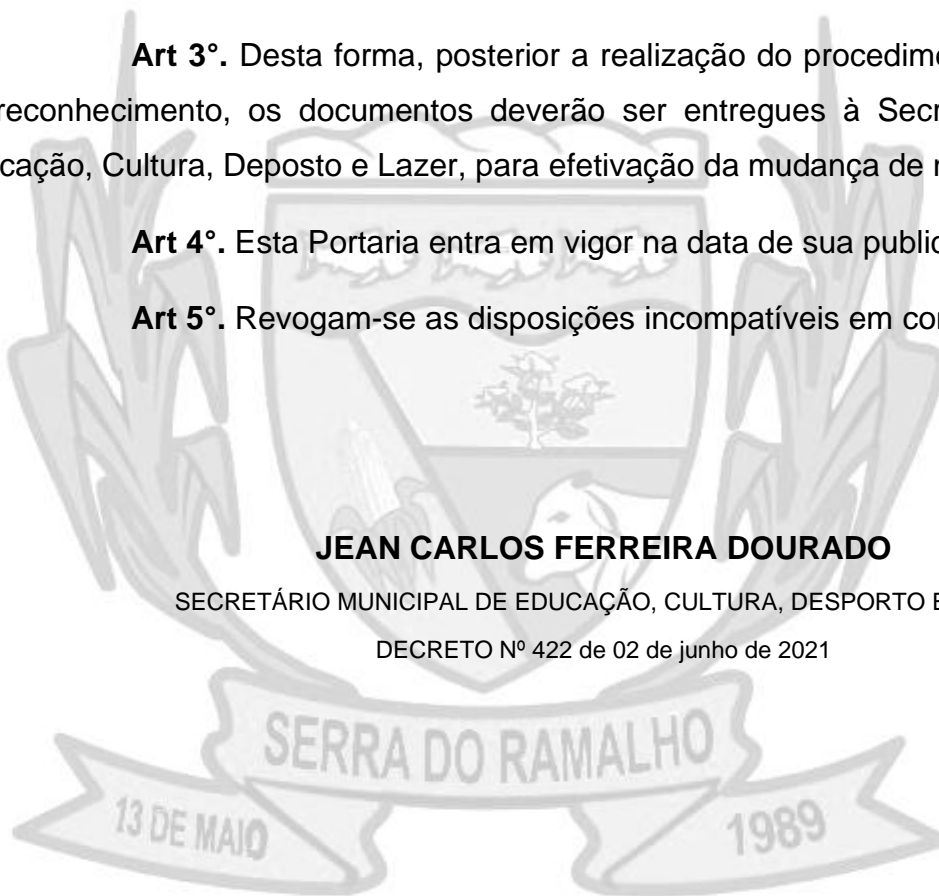 Art 3°. Desta forma, posterior a realização do procedime
reconhecimento, os documentos deverão ser entregues à Secr
cação, Cultura, Deposto e Lazer, para efetivação da mudança de
Art 4°. Esta Portaria entra em vigor na data de sua public
Art 5°. Revogam-se as disposições incompatíveis em co
JEAN CARLOS FERREIRA DOURADO
SECRETÁRIO MUNICIPAL DE EDUCAÇÃO, CULTURA, DESPORTO E
DECRETO Nº 422 de 02 de junho de 2021
SERRA DO RAMALHO
13 DE MAIO
1989